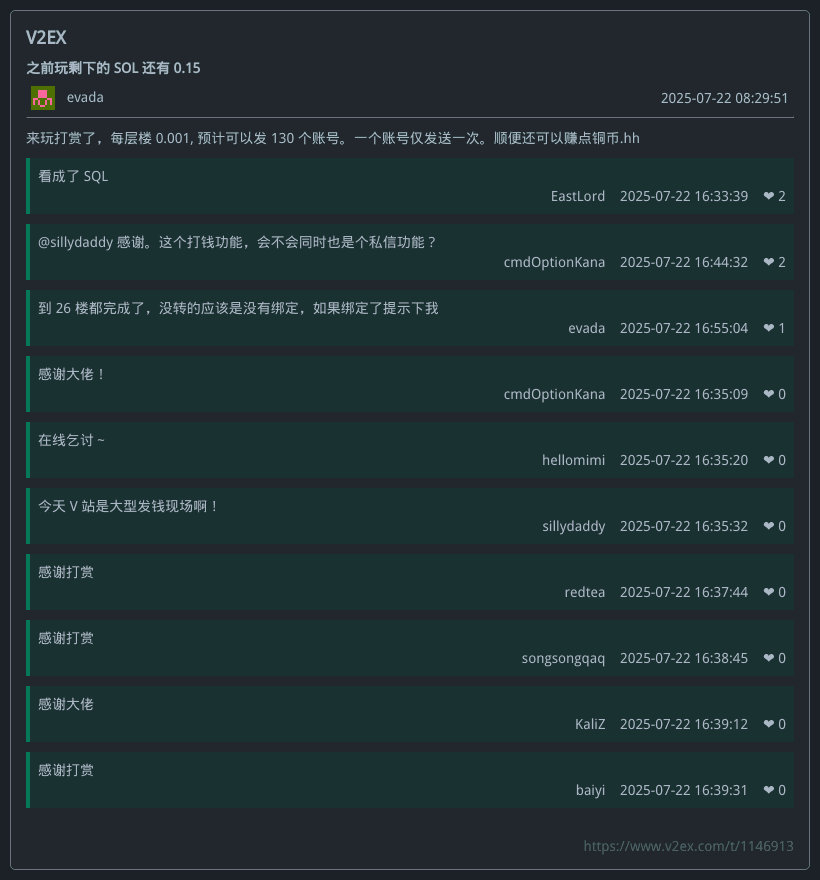 V2EX
之前玩剩下的 SOL 还有 0.15
evada
2025-07-22 08:29:51
来玩打赏了，每层楼 0.001, 预计可以发 130 个账号。一个账号仅发送一次。顺便还可以赚点铜币.hh
看成了 SQL
EastLord 2025-07-22 16:33:39 ❤ 2
@sillydaddy 感谢。这个打钱功能，会不会同时也是个私信功能？
cmdOptionKana 2025-07-22 16:44:32 ❤ 2
到 26 楼都完成了，没转的应该是没有绑定，如果绑定了提示下我
evada 2025-07-22 16:55:04 ❤ 1
感谢大佬！
cmdOptionKana 2025-07-22 16:35:09 ❤ 0
在线乞讨 ~
hellomimi 2025-07-22 16:35:20 ❤ 0
今天 V 站是大型发钱现场啊！
sillydaddy 2025-07-22 16:35:32 ❤ 0
感谢打赏
redtea 2025-07-22 16:37:44 ❤ 0
感谢打赏
songsongqaq 2025-07-22 16:38:45 ❤ 0
感谢大佬
KaliZ 2025-07-22 16:39:12 ❤ 0
感谢打赏
baiyi 2025-07-22 16:39:31 ❤ 0
https://www.v2ex.com/t/1146913